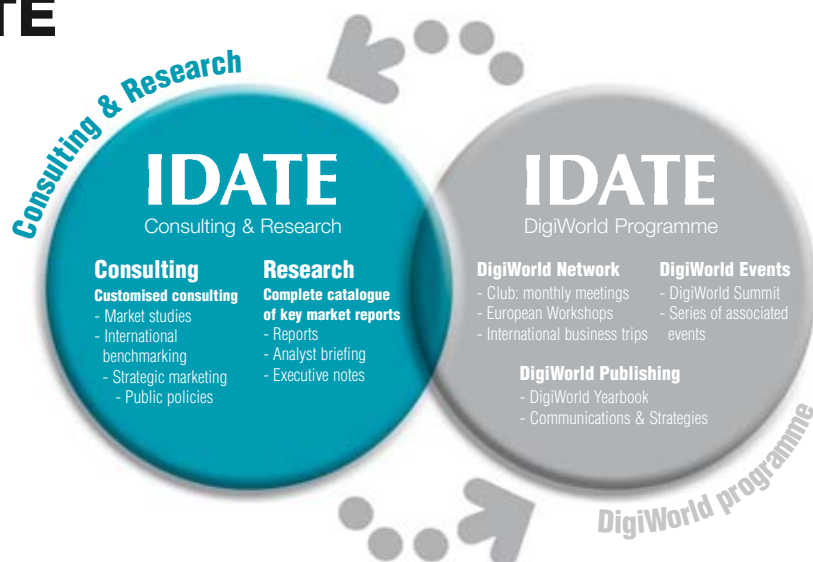 TE
Consulting & Research
IDATE
Consulting & Research
Consulting
Customised consulting
- Market studies
- International
benchmarking
- Strategic marketing
- Public policies
Research
Complete catalogue
of key market reports
- Reports
- Analyst briefing
- Executive notes
IDATE
DigiWorld Programme
DigiWorld Network
- Club: monthly meetings
- European Workshops
- International business trips
DigiWorld Events
- DigiWorld Summit
- Series of associated
events
DigiWorld Publishing
- DigiWorld Yearbook
- Communications & Strategies
DigiWorld programme